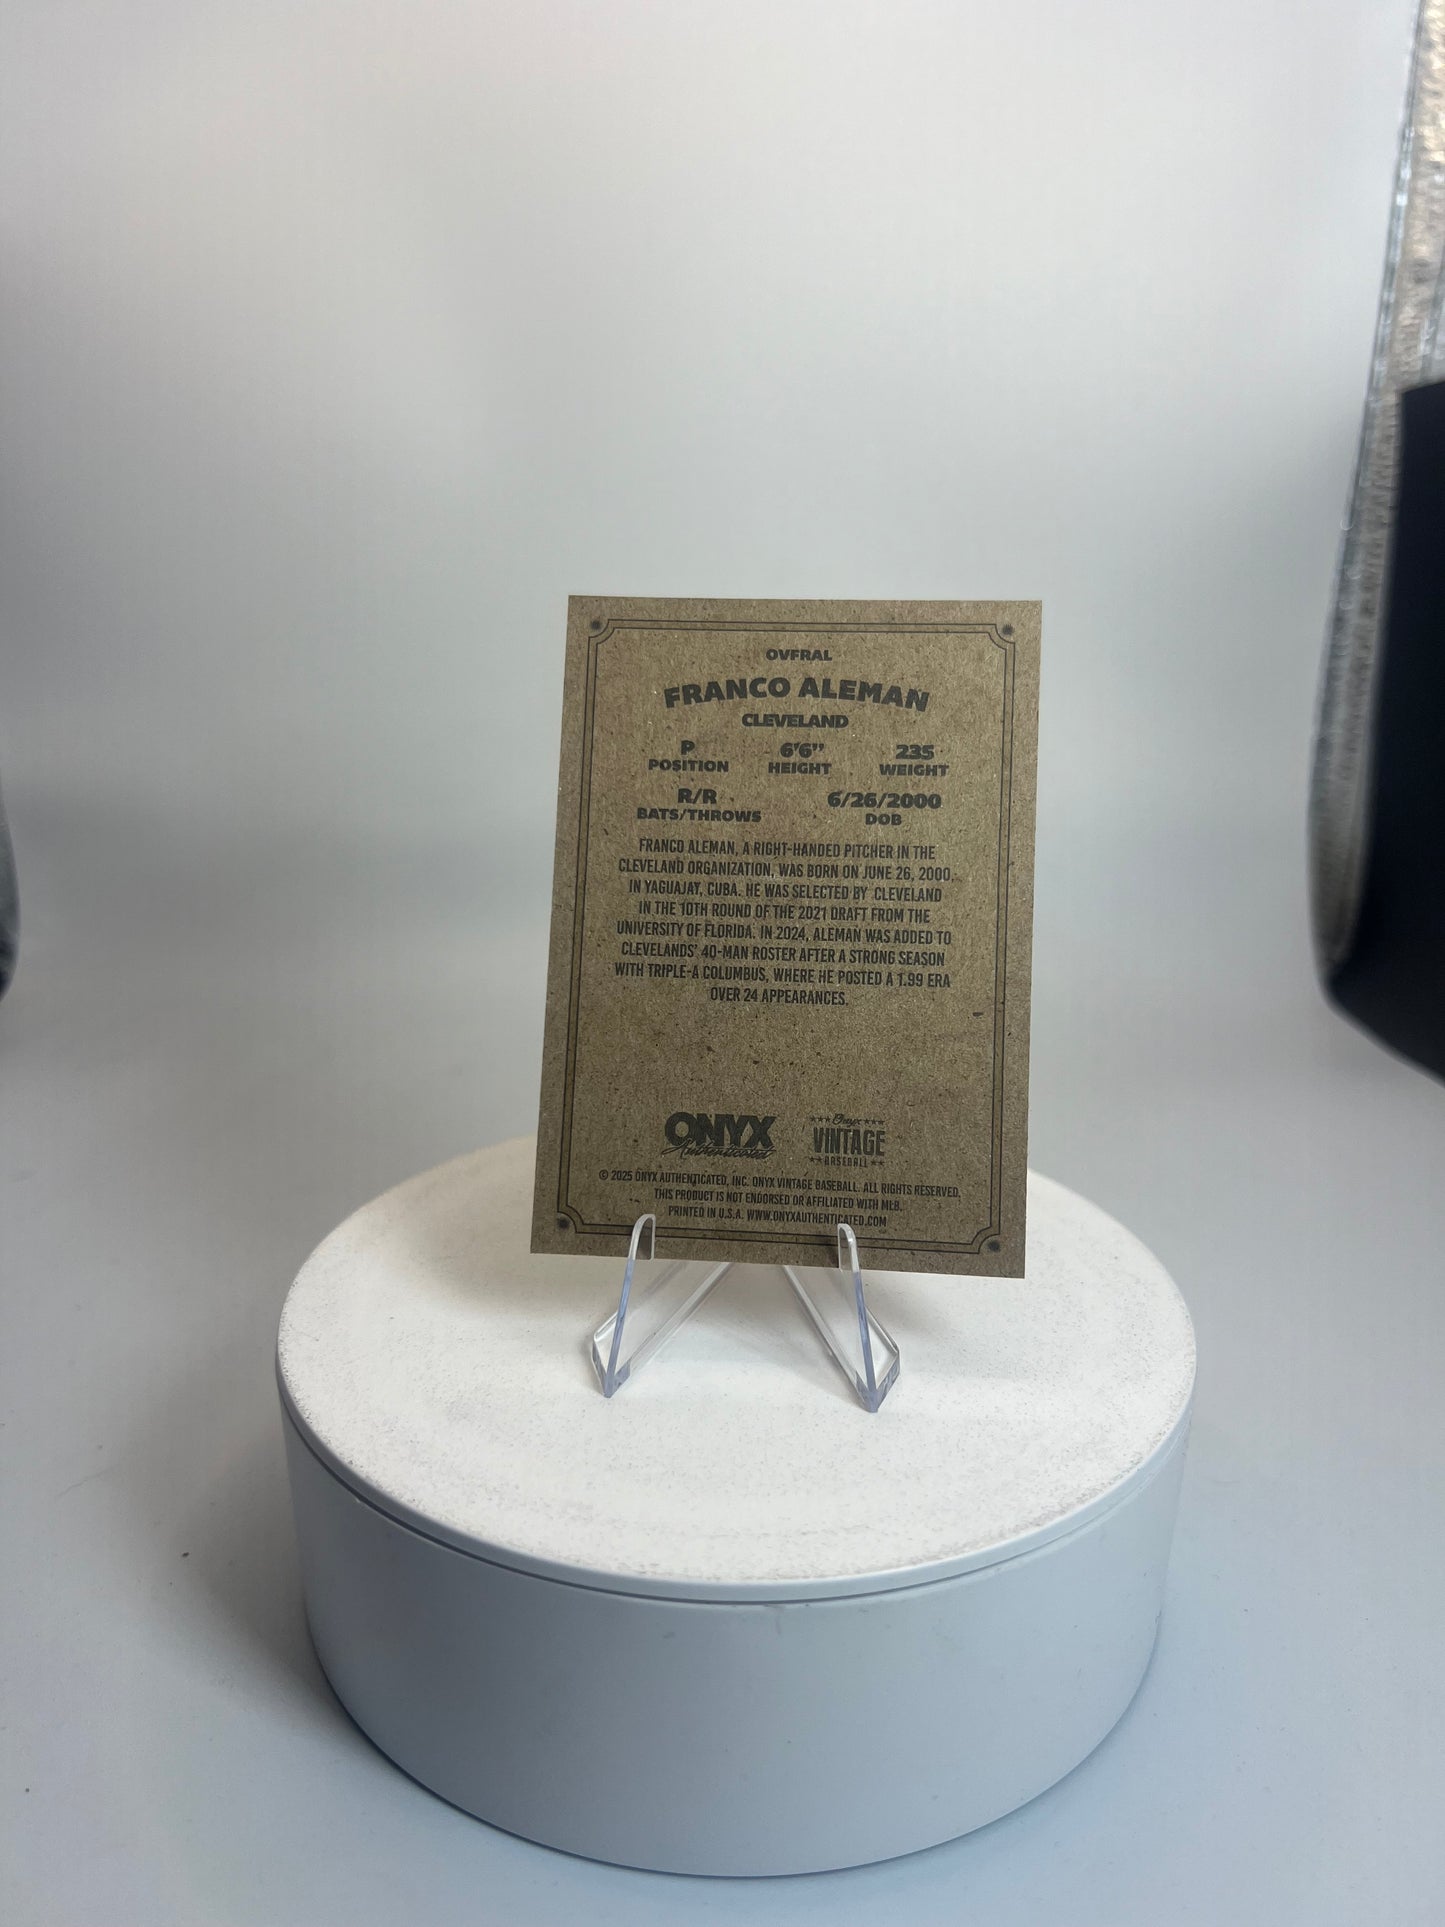 OVFRAL
FRANCO ALEMAN
CLEVELAND
P 6'6" 235
POSITION HEIGHT WEIGHT
R/R 6/26/2000
BATS/THROWS DOB
FRANCO ALEMAN, A RIGHT-HANDED PITCHER IN THE
CLEVELAND ORGANIZATION, WAS BORN ON JUNE 26, 2000,
IN YAGUAJAY, CUBA. HE WAS SELECTED BY CLEVELAND
IN THE 10TH ROUND OF THE 2021 DRAFT FROM THE
UNIVERSITY OF FLORIDA. IN 2024, ALEMAN WAS ADDED TO
CLEVELANDS' 40-MAN ROSTER AFTER A STRONG SEASON
WITH TRIPLE-A COLUMBUS, WHERE HE POSTED A 1.99 ERA
OVER 24 APPEARANCES.
ONYX
Authenticated
Onyx
VINTAGE
BASEBALL
© 2025 ONYX AUTHENTICATED, INC. ONYX VINTAGE BASEBALL. ALL RIGHTS RESERVED.
THIS PRODUCT IS NOT ENDORSED OR AFFILIATED WITH MLB.
PRINTED IN U.S.A. WWW.ONYXAUTHENTICATED.COM